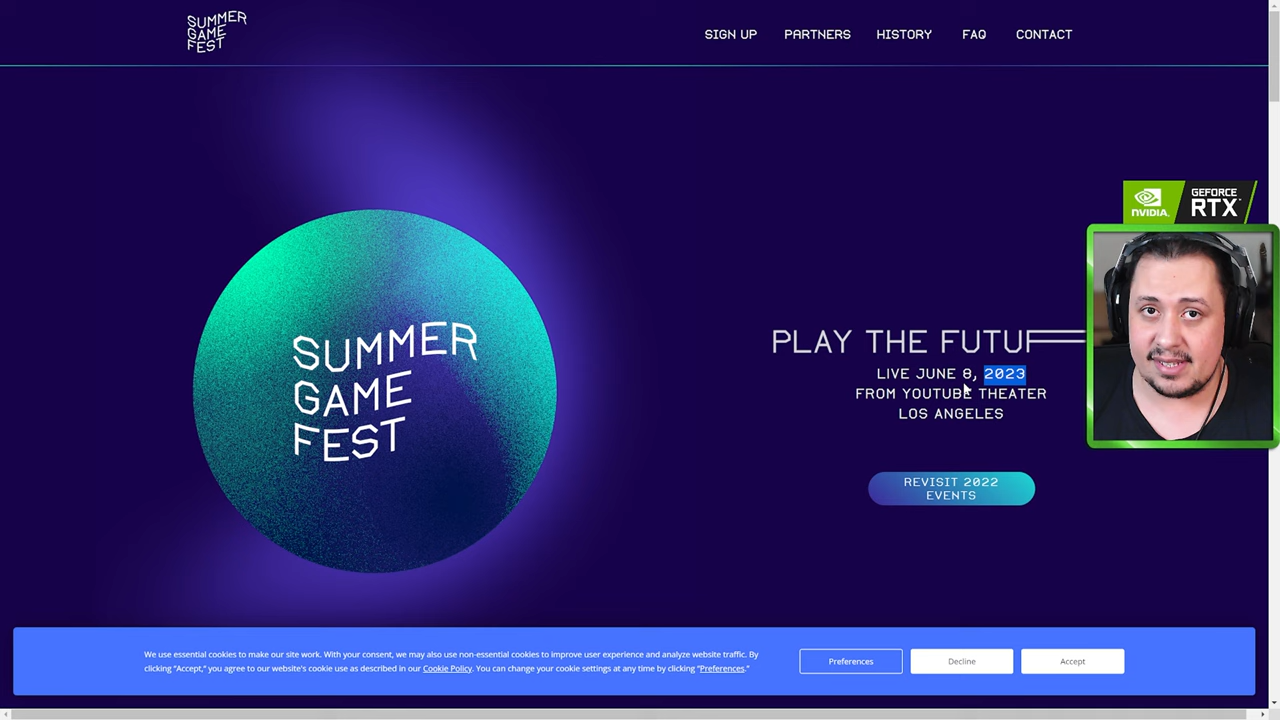 SUMMER
GAME
FEST
SIGN UP
PARTNERS
HISTORY
FAQ
CONTACT
NVIDIA.
GEFORCE
RTX
SUMMER
GAME
FEST
PLAY THE
LIVE JUNE 8, 2023
FROM YOUTUBE THEATER
LOS ANGELES
REVISIT 2022
EVENTS
We use essential cookies to make our site work. With your consent, we may also use non-essential cookies to improve user experience and analyze website traffic. By
clicking “Accept,” you agree to our website's cookie use as described in our Cookie Policy. You can change your cookie settings at any time by clicking “Preferences.”
Preferences
Decline
Accept